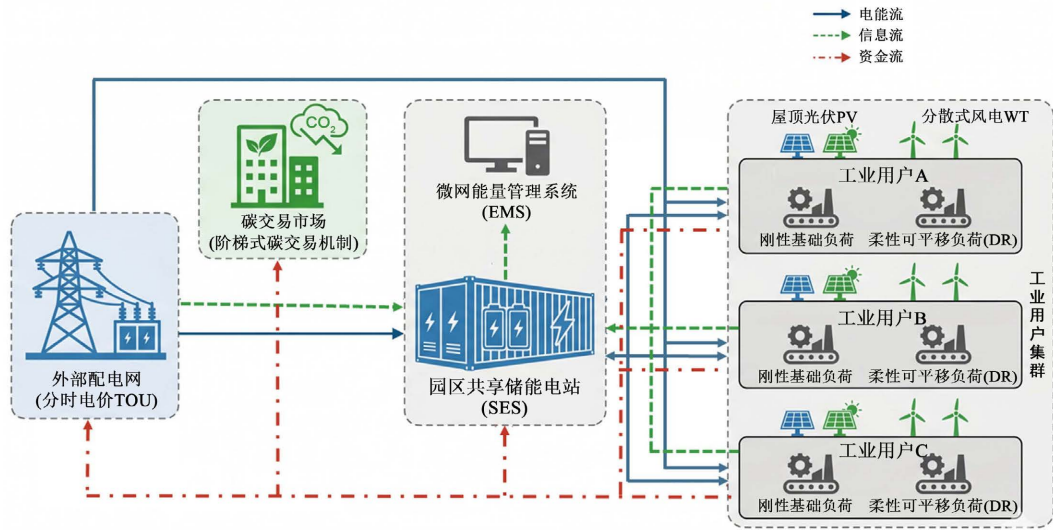 电能流
信息流
资金流
CO₂
碳交易市场
(阶梯式碳交易机制)
微网能量管理系统
(EMS)
外部配电网
(分时电价TOU)
园区共享储能电站
(SES)
屋顶光伏PV
分散式风电WT
工业用户A
刚性基础负荷
柔性可平移负荷(DR)
工业用户B
刚性基础负荷
柔性可平移负荷(DR)
工业用户C
刚性基础负荷
柔性可平移负荷(DR)
工业用户集群